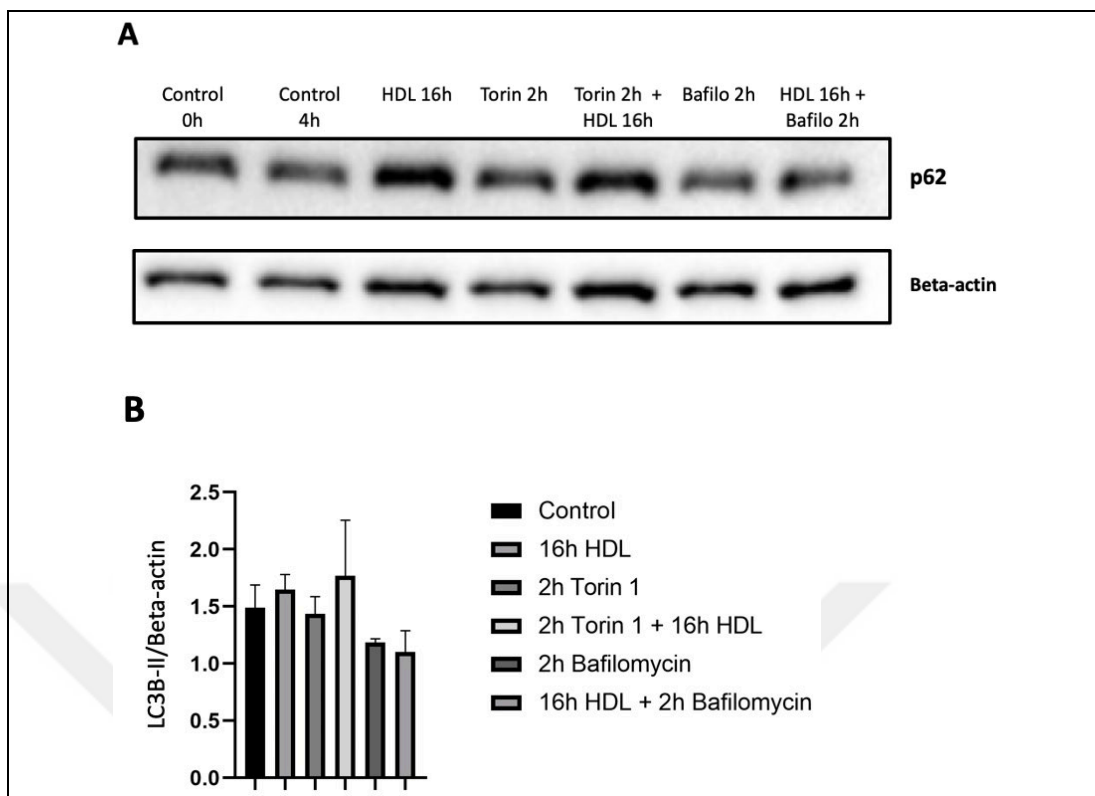 A
Control 0h
Control 4h
HDL 16h
Torin 2h
Torin 2h + HDL 16h
Bafilo 2h
HDL 16h + Bafilo 2h
p62
Beta-actin
B
2.5
2.0
1.5
1.0
0.5
0.0
LC3B-II/Beta-actin
Control
16h HDL
2h Torin 1
2h Torin 1 + 16h HDL
2h Bafilomycin
16h HDL + 2h Bafilomycin